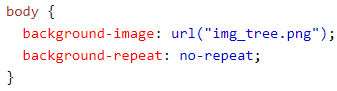 body {
  background-image: url("img_tree.png");
  background-repeat: no-repeat;
}